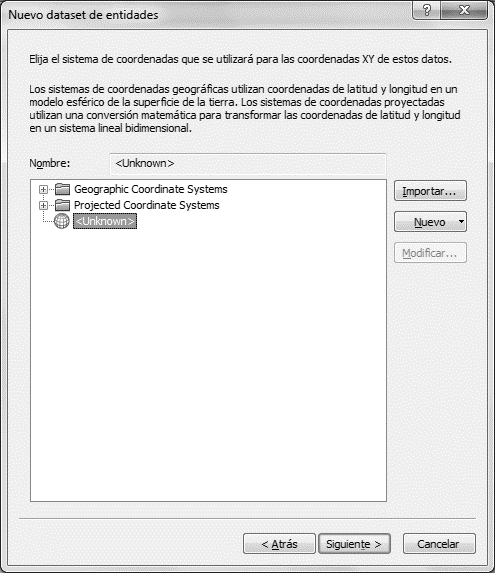 Nuevo dataset de entidades
?
Elija el sistema de coordenadas que se utilizará para las coordenadas XY de estos datos.
Los sistemas de coordenadas geográficas utilizan coordenadas de latitud y longitud en un
modelo esférico de la superficie de la tierra. Los sistemas de coordenadas proyectadas
utilizan una conversión matemática para transformar las coordenadas de latitud y longitud
en un sistema lineal bidimensional.
Nombre: <Unknown>
Geographic Coordinate Systems
Projected Coordinate Systems
<Unknown>
Importar...
Nuevo
Modificar...
< Atrás
Siguiente >
Cancelar